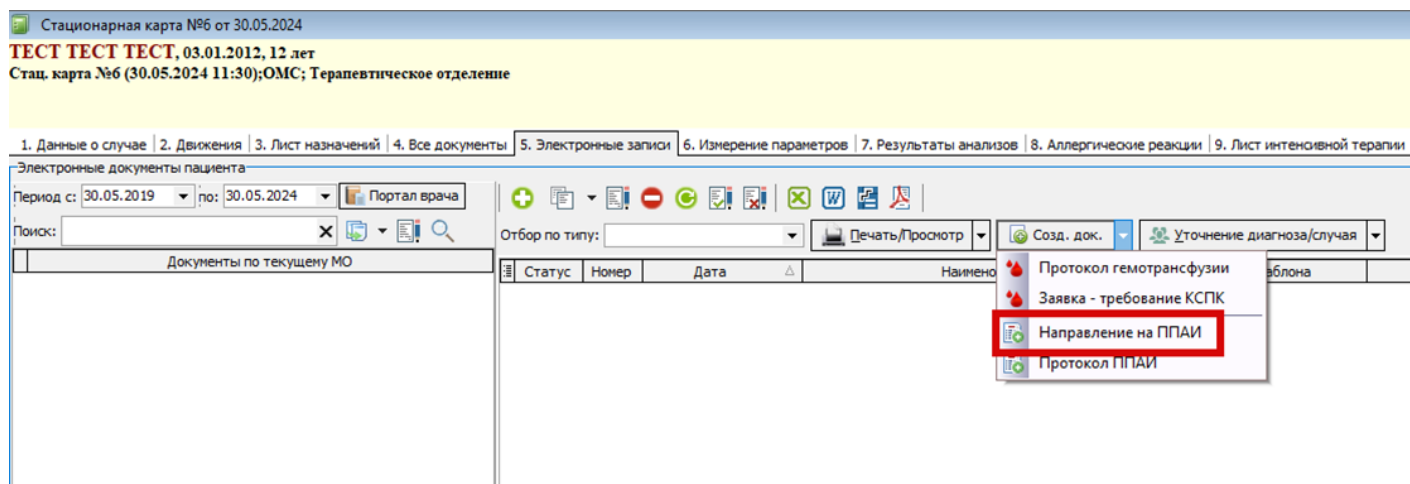 Стационарная карта №6 от 30.05.2024
ТЕСТ ТЕСТ ТЕСТ, 03.01.2012, 12 лет
Стац. карта №6 (30.05.2024 11:30);ОМС; Терапевтическое отделение
1. Данные о случае 2. Движения 3. Лист назначений 4. Все документы 5. Электронные записи 6. Измерение параметров 7. Результаты анализов 8. Аллергические реакции 9. Лист интенсивной терапии
Электронные документы пациента
Период с: 30.05.2019 по: 30.05.2024 Портал врача
Поиск:
Документы по текущему МО
Отбор по типу: Печать/Просмотр Созд. док. Уточнение диагноза/случая
Статус Номер Дата Наимено аблона
Протокол гемотрансфузии
Заявка - требование КСПК
Направление на ППАИ
Протокол ППАИ